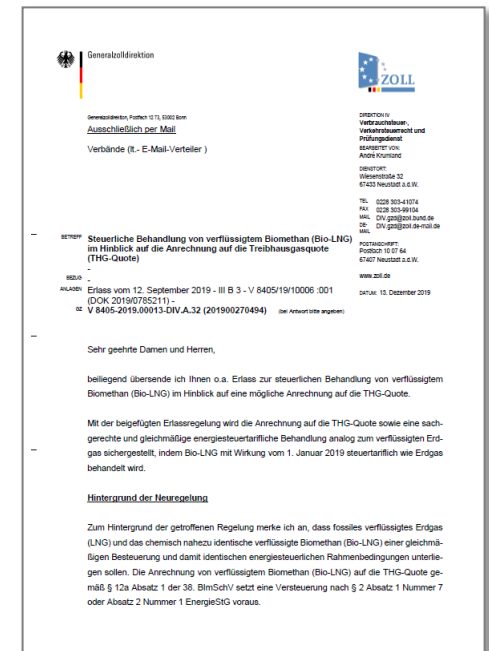 Generalzolldirektion
ZOLL
Generalzolldirektion, Postfach 12 73, 53002 Bonn
Ausschließlich per Mail
Verbände (lt.- E-Mail-Verteiler )
DIREKTION IV
Verbrauchsteuer-,
Verkehrsteuerrecht und
Prüfungsdienst
BEARBEITET VON:
André Krumland
DIENSTORT:
Wiesenstraße 32
67433 Neustadt a.d.W.
TEL 0228 303-41074
FAX 0228 303-99104
MAIL DIV.gzd@zoll.bund.de
DE-MAIL DIV.gzd@zoll.de-mail.de
POSTANSCHRIFT:
Postfach 10 07 64
67407 Neustadt a.d.W.
www.zoll.de
DATUM: 13. Dezember 2019
BETREFF Steuerliche Behandlung von verflüssigtem Biomethan (Bio-LNG)
im Hinblick auf die Anrechnung auf die Treibhausgasquote
(THG-Quote)
-
BEZUG -
ANLAGEN Erlass vom 12. September 2019 - III B 3 - V 8405/19/10006 :001
(DOK 2019/0785211) -
GZ V 8405-2019.00013-DIV.A.32 (201900270494) (bei Antwort bitte angeben)
Sehr geehrte Damen und Herren,
beiliegend übersende ich Ihnen o.a. Erlass zur steuerlichen Behandlung von verflüssigtem
Biomethan (Bio-LNG) im Hinblick auf eine mögliche Anrechnung auf die THG-Quote.
Mit der beigefügten Erlassregelung wird die Anrechnung auf die THG-Quote sowie eine sach-
gerechte und gleichmäßige energiesteuertarifliche Behandlung analog zum verflüssigten Erd-
gas sichergestellt, indem Bio-LNG mit Wirkung vom 1. Januar 2019 steuertariflich wie Erdgas
behandelt wird.
Hintergrund der Neuregelung
Zum Hintergrund der getroffenen Regelung merke ich an, dass fossiles verflüssigtes Erdgas
(LNG) und das chemisch nahezu identische verflüssigte Biomethan (Bio-LNG) einer gleichmä-
ßigen Besteuerung und damit identischen energiesteuerlichen Rahmenbedingungen unterlie-
gen sollen. Die Anrechnung von verflüssigtem Biomethan (Bio-LNG) auf die THG-Quote ge-
mäß § 12a Absatz 1 der 38. BImSchV setzt eine Versteuerung nach § 2 Absatz 1 Nummer 7
oder Absatz 2 Nummer 1 EnergieStG voraus.